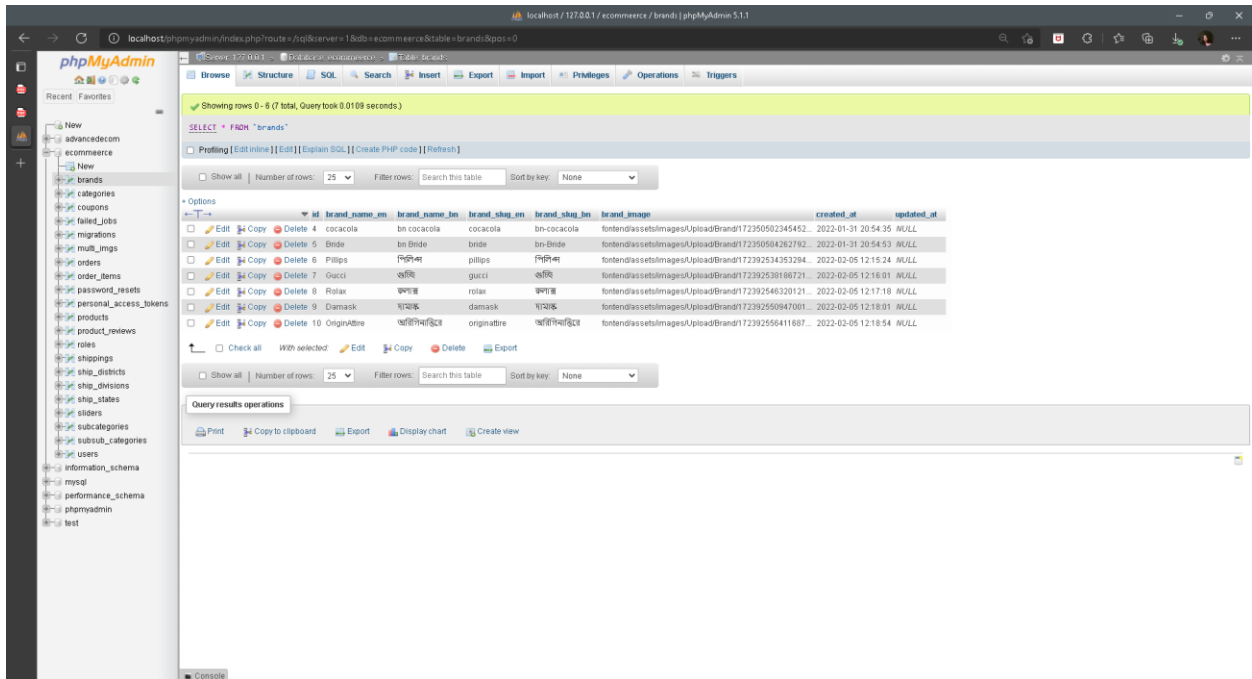 localhost / 127.0.0.1 / ecommeerce / brands | phpMyAdmin 5.1.1
localhost/phpmyadmin/index.php?route=/sql&server=1&db=ecommeerce&table=brands&pos=0
phpMyAdmin
Recent Favorites
New
advancedecom
ecommeerce
New
brands
categories
coupons
failed_jobs
migrations
multi_imgs
orders
order_items
password_resets
personal_access_tokens
products
product_reviews
roles
shippings
ship_districts
ship_divisions
ship_states
sliders
subcategories
subsub_categories
users
information_schema
mysql
performance_schema
phpmyadmin
test
Server: 127.0.0.1 » Database: ecommeerce » Table: brands
Browse Structure SQL Search Insert Export Import Privileges Operations Triggers
Showing rows 0 - 6 (7 total, Query took 0.0109 seconds.)
SELECT * FROM `brands`
Profiling [ Edit inline ] [ Edit ] [ Explain SQL ] [ Create PHP code ] [ Refresh ]
Show all | Number of rows: 25 Filter rows: Search this table Sort by key: None
+ Options
←T→ id brand_name_en brand_name_bn brand_slug_en brand_slug_bn brand_image created_at updated_at
Edit Copy Delete 4 cocacola bn cocacola cocacola bn-cocacola fontend/assets/images/Upload/Brand/172350502345452... 2022-01-31 20:54:35 NULL
Edit Copy Delete 5 Bride bn Bride bride bn-Bride fontend/assets/images/Upload/Brand/172350504262792... 2022-01-31 20:54:53 NULL
Edit Copy Delete 6 Pillips পিলিপ্স pillips পিলিপ্স fontend/assets/images/Upload/Brand/172392534353294... 2022-02-05 12:15:24 NULL
Edit Copy Delete 7 Gucci গুচ্চি gucci গুচ্চি fontend/assets/images/Upload/Brand/172392538186721... 2022-02-05 12:16:01 NULL
Edit Copy Delete 8 Rolax rolax fontend/assets/images/Upload/Brand/172392546320121... 2022-02-05 12:17:18 NULL
Edit Copy Delete 9 Damask দামাস্ক damask দামাস্ক fontend/assets/images/Upload/Brand/172392550947001... 2022-02-05 12:18:01 NULL
Edit Copy Delete 10 OriginAttire originattire fontend/assets/images/Upload/Brand/172392556411687... 2022-02-05 12:18:54 NULL
Check all With selected: Edit Copy Delete Export
Show all | Number of rows: 25 Filter rows: Search this table Sort by key: None
Query results operations
Print Copy to clipboard Export Display chart Create view
Console